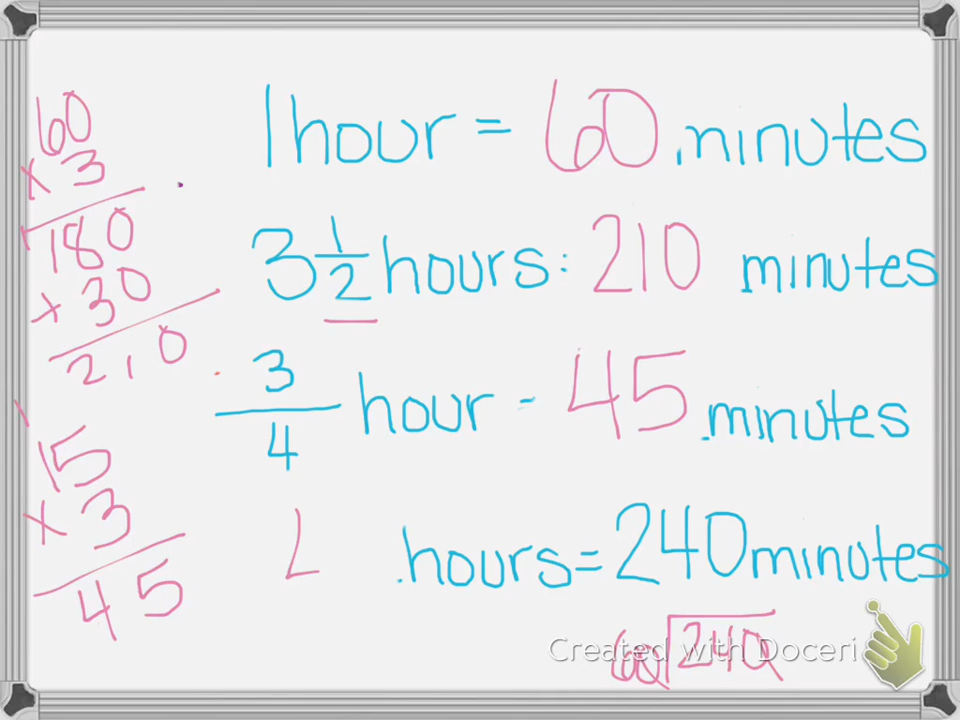 1 hour = 60 minutes
3 1/2 hours: 210 minutes
3/4 hour - 45 minutes
hours = 240 minutes
60
x 3
180
+ 30
210
15
x 3
45
60 240
Created with Doceri